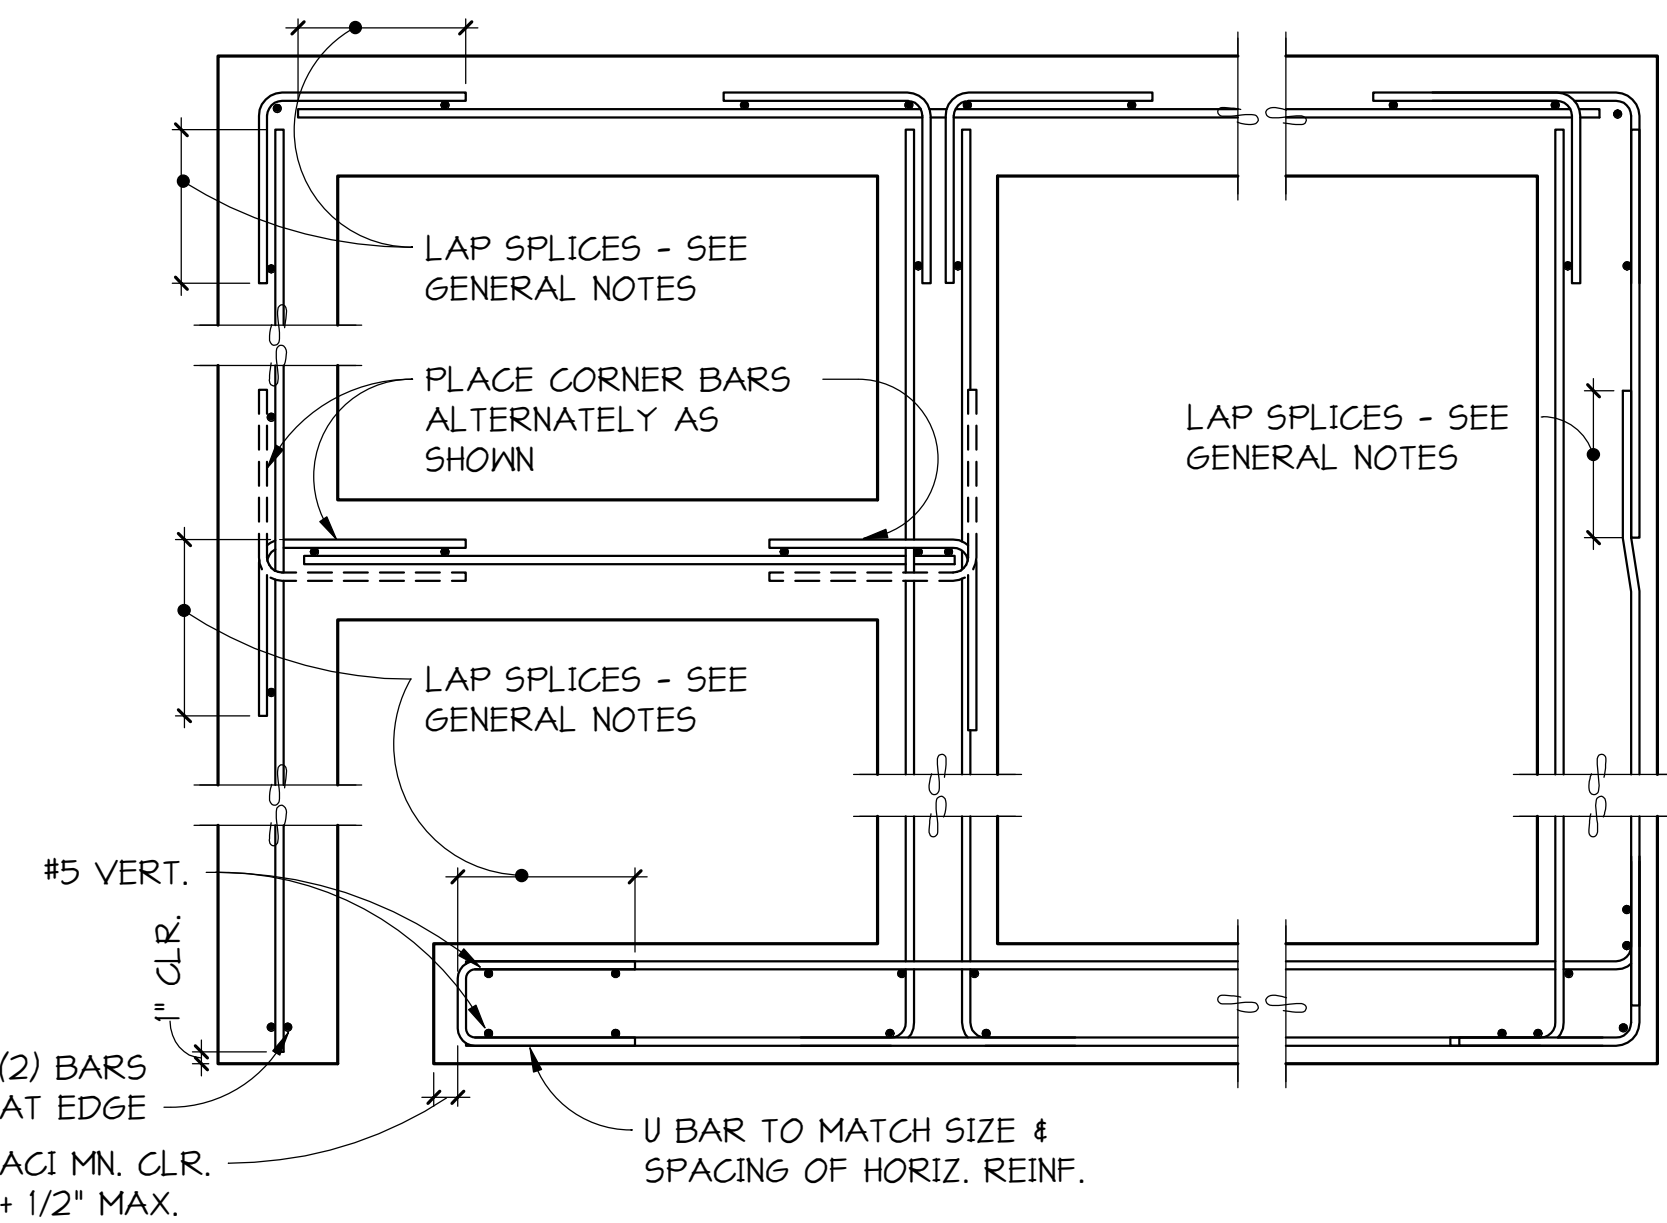 LAP SPLICES - SEE
GENERAL NOTES
PLACE CORNER BARS
ALTERNATELY AS
SHOWN
LAP SPLICES - SEE
GENERAL NOTES
LAP SPLICES - SEE
GENERAL NOTES
#5 VERT.
1" CLR.
(2) BARS
AT EDGE
ACI MN. CLR.
+ 1/2" MAX.
U BAR TO MATCH SIZE &
SPACING OF HORIZ. REINF.